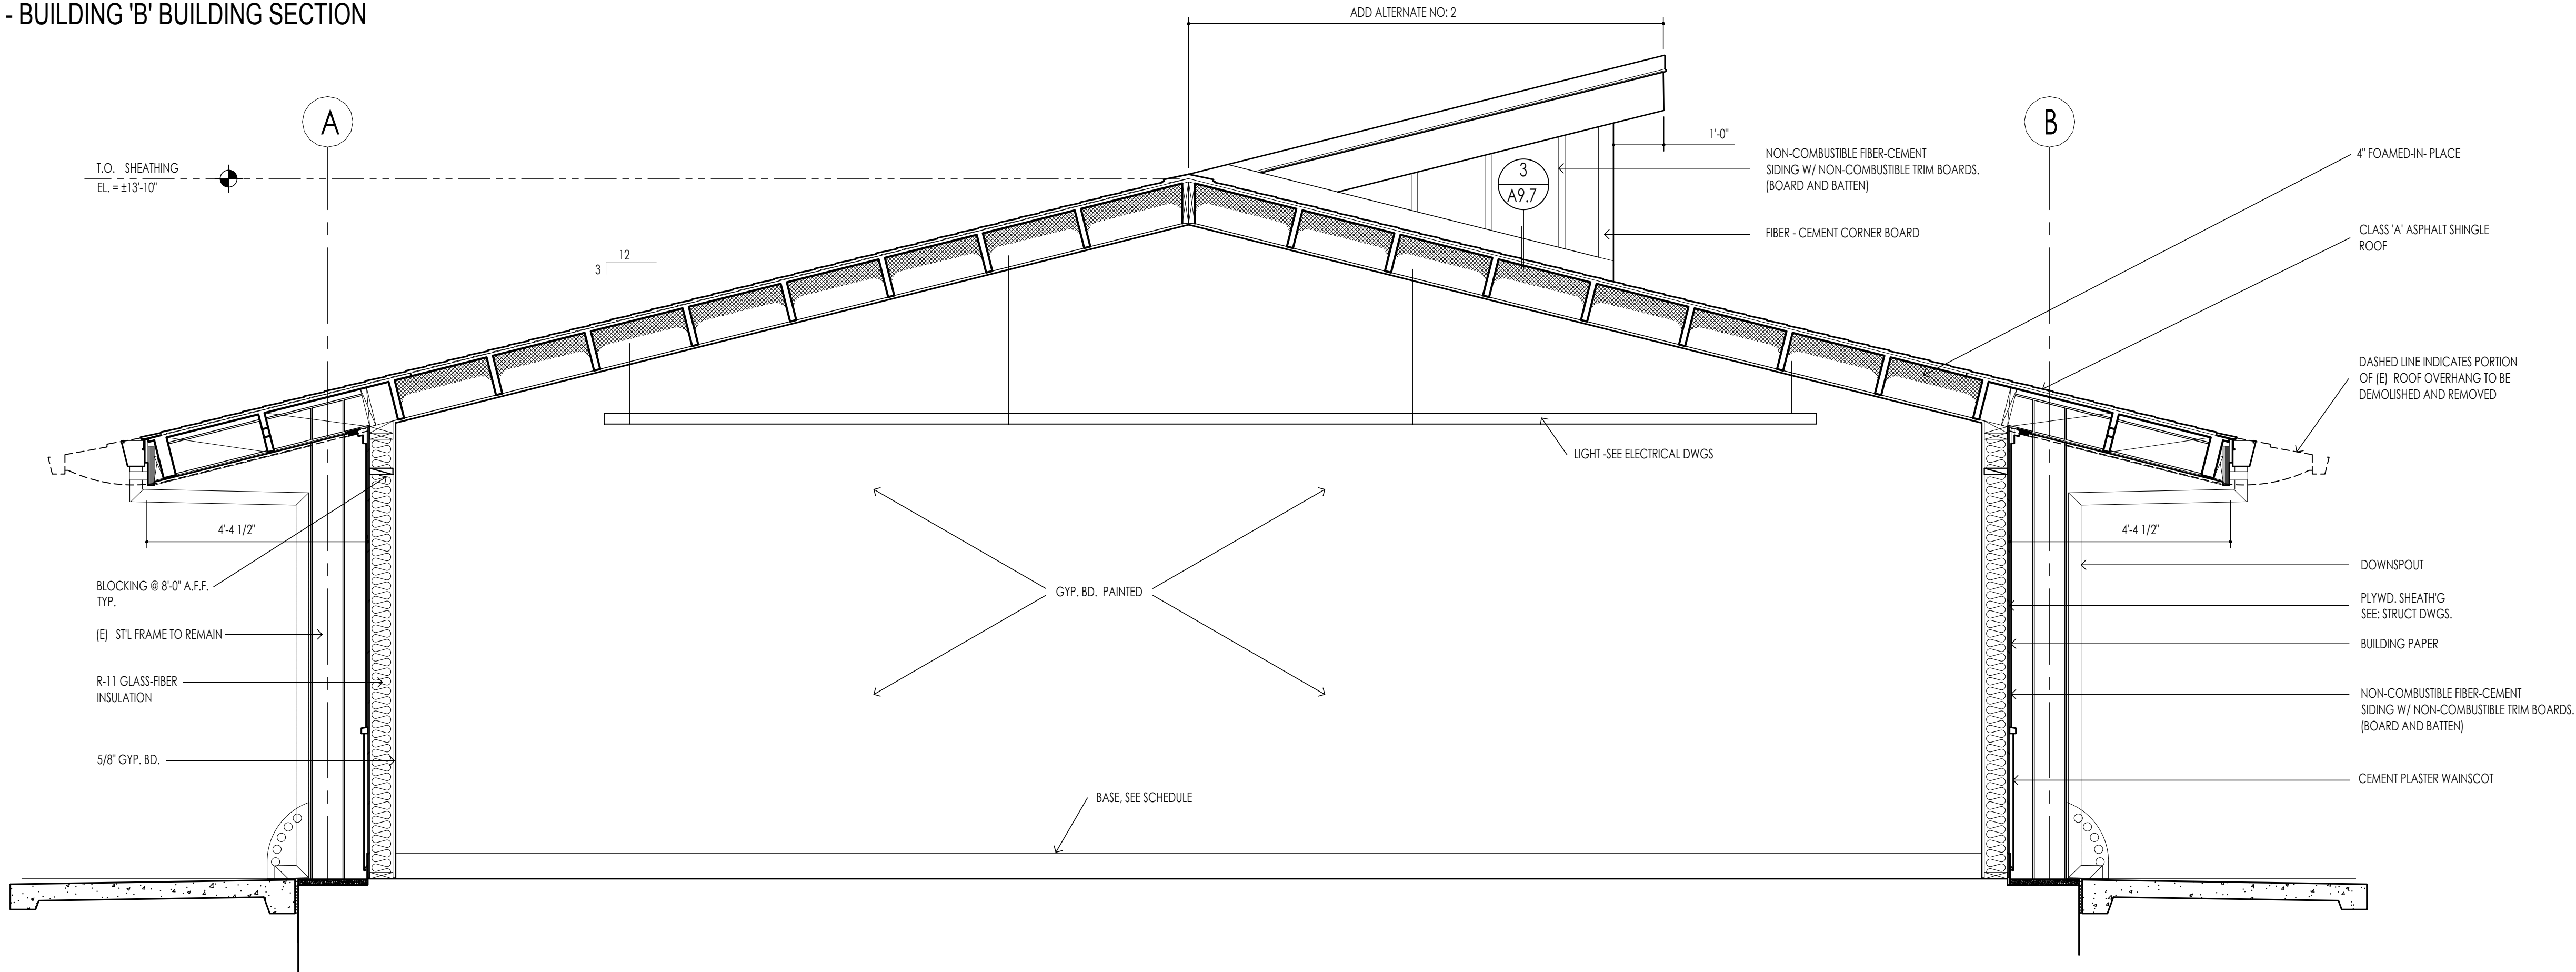 - BUILDING 'B' BUILDING SECTION
ADD ALTERNATE NO: 2
A
B
T.O. SHEATHING
EL. = ±13'-10"
1'-0"
3
A9.7
NON-COMBUSTIBLE FIBER-CEMENT
SIDING W/ NON-COMBUSTIBLE TRIM BOARDS.
(BOARD AND BATTEN)
FIBER - CEMENT CORNER BOARD
4" FOAMED-IN- PLACE
CLASS 'A' ASPHALT SHINGLE
ROOF
12
3
DASHED LINE INDICATES PORTION
OF (E) ROOF OVERHANG TO BE
DEMOLISHED AND REMOVED
LIGHT -SEE ELECTRICAL DWGS
4'-4 1/2"
4'-4 1/2"
BLOCKING @ 8'-0" A.F.F.
TYP.
(E) ST'L FRAME TO REMAIN
R-11 GLASS-FIBER
INSULATION
5/8" GYP. BD.
GYP. BD. PAINTED
BASE, SEE SCHEDULE
DOWNSPOUT
PLYWD. SHEATH'G
SEE: STRUCT DWGS.
BUILDING PAPER
NON-COMBUSTIBLE FIBER-CEMENT
SIDING W/ NON-COMBUSTIBLE TRIM BOARDS.
(BOARD AND BATTEN)
CEMENT PLASTER WAINSCOT